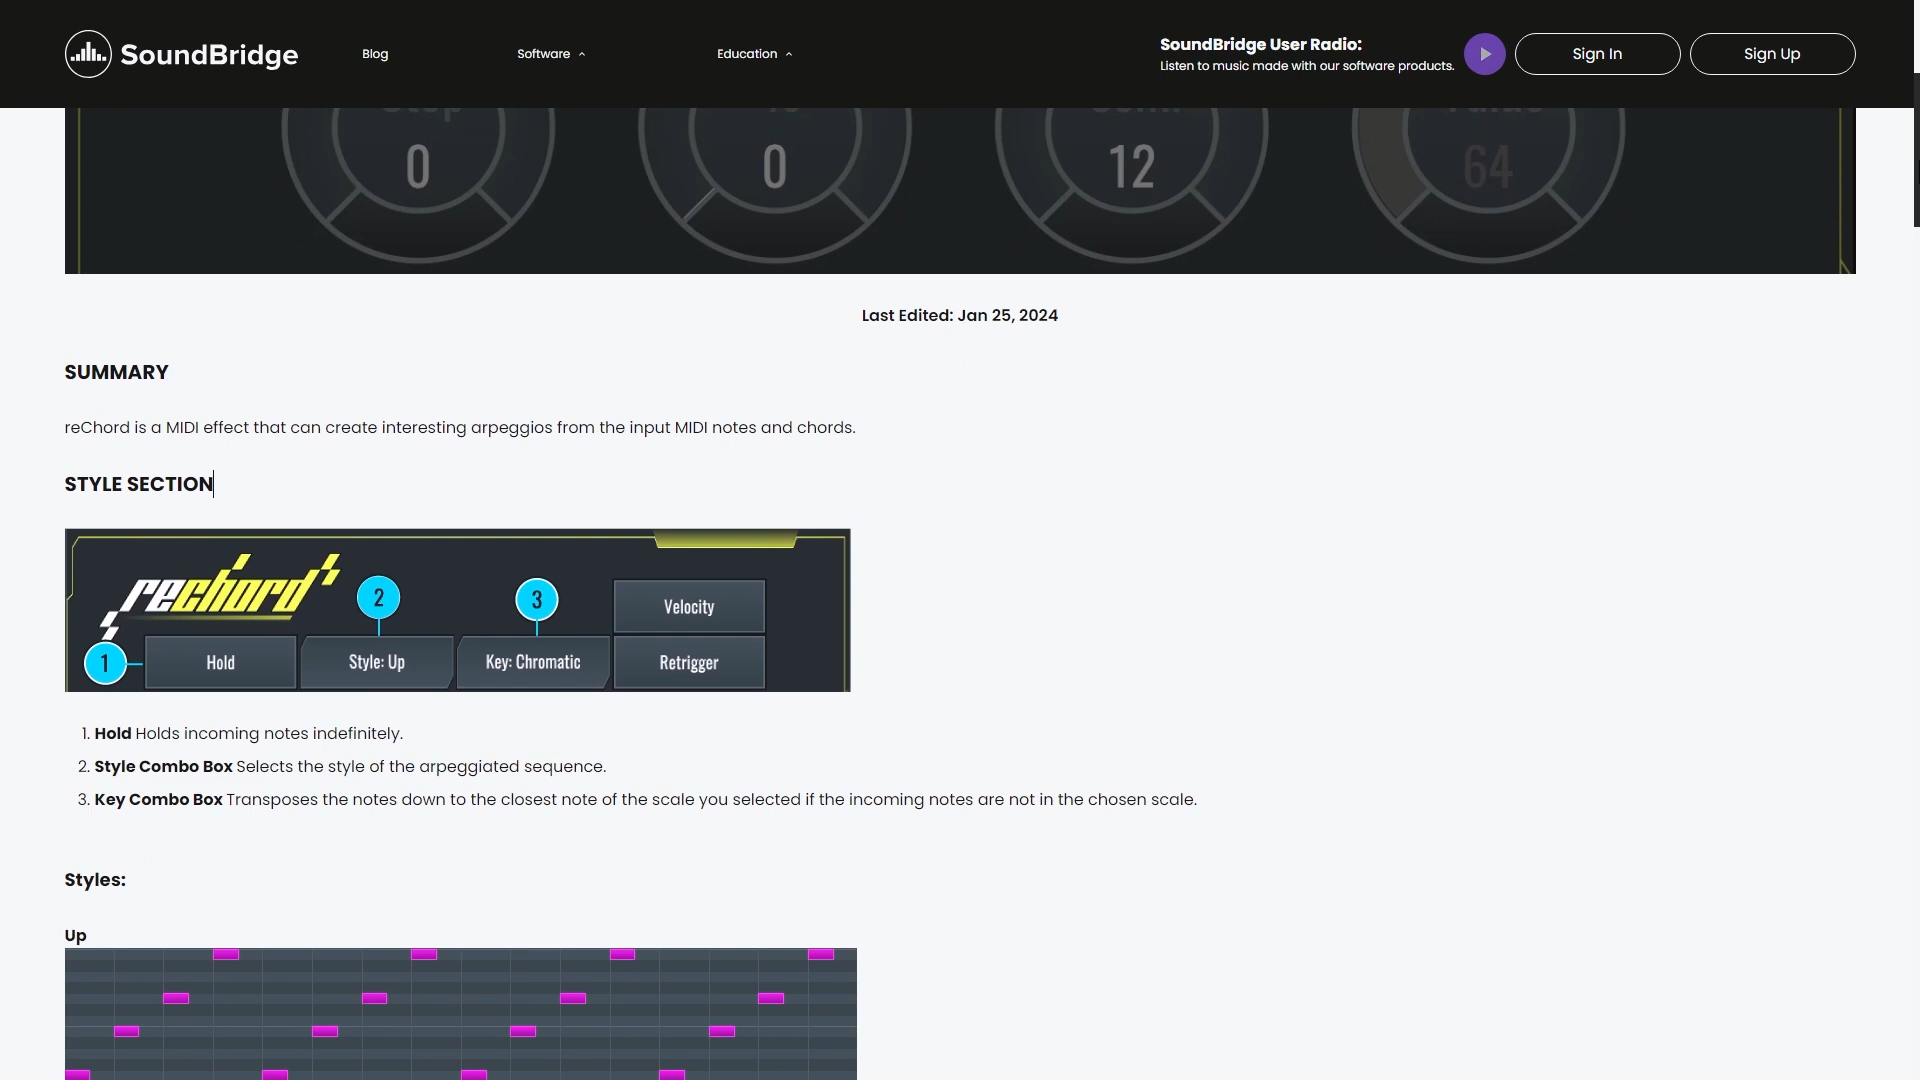 SoundBridge
Blog
Software
Education
SoundBridge User Radio:
Listen to music made with our software products.
Sign In
Sign Up
0
0
12
64
Last Edited: Jan 25, 2024
SUMMARY
reChord is a MIDI effect that can create interesting arpeggios from the input MIDI notes and chords.
STYLE SECTION
rechord
2
3
Velocity
1
Hold
Style: Up
Key: Chromatic
Retrigger
1. Hold Holds incoming notes indefinitely.
2. Style Combo Box Selects the style of the arpeggiated sequence.
3. Key Combo Box Transposes the notes down to the closest note of the scale you selected if the incoming notes are not in the chosen scale.
Styles:
Up